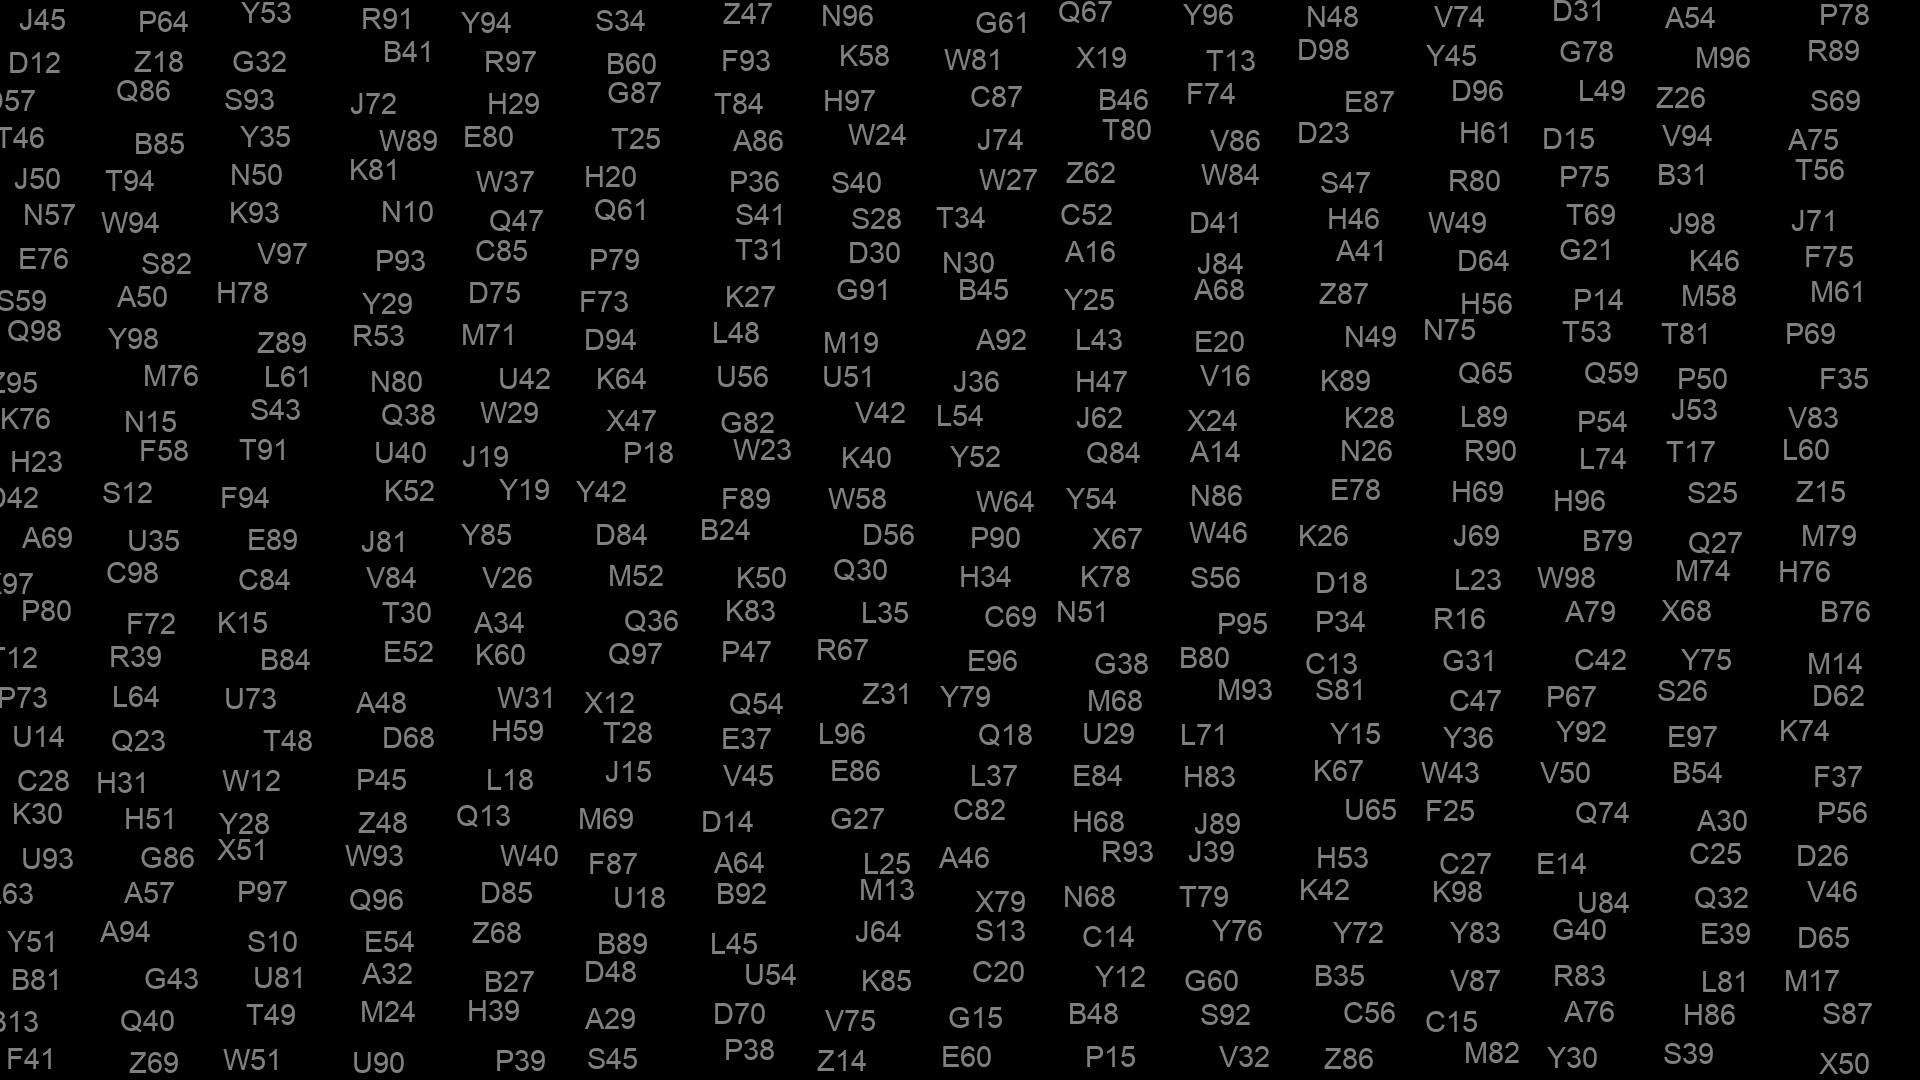 J45 P64 Y53 R91 Y94 S34 Z47 N96 G61 Q67 Y96 N48 V74 D31 A54 P78
D12 Z18 G32 B41 R97 B60 F93 K58 W81 X19 T13 D98 Y45 G78 M96 R89
57 Q86 S93 J72 H29 G87 T84 H97 C87 B46 F74 E87 D96 L49 Z26 S69
T46 B85 Y35 W89 E80 T25 A86 W24 J74 T80 V86 D23 H61 D15 V94 A75
J50 T94 N50 K81 W37 H20 P36 S40 W27 Z62 W84 S47 R80 P75 B31 T56
N57 W94 K93 N10 Q47 Q61 S41 S28 T34 C52 D41 H46 W49 T69 J98 J71
E76 S82 V97 P93 C85 P79 T31 D30 N30 A16 J84 A41 D64 G21 K46 F75
S59 A50 H78 Y29 D75 F73 K27 G91 B45 Y25 A68 Z87 H56 P14 M58 M61
Q98 Y98 Z89 R53 M71 D94 L48 M19 A92 L43 E20 N49 N75 T53 T81 P69
Z95 M76 L61 N80 U42 K64 U56 U51 J36 H47 V16 K89 Q65 Q59 P50 F35
K76 N15 S43 Q38 W29 X47 G82 V42 L54 J62 X24 K28 L89 P54 J53 V83
H23 F58 T91 U40 J19 P18 W23 K40 Y52 Q84 A14 N26 R90 L74 T17 L60
42 S12 F94 K52 Y19 Y42 F89 W58 W64 Y54 N86 E78 H69 H96 S25 Z15
A69 U35 E89 J81 Y85 D84 B24 D56 P90 X67 W46 K26 J69 B79 Q27 M79
97 C98 C84 V84 V26 M52 K50 Q30 H34 K78 S56 D18 L23 W98 M74 H76
P80 F72 K15 T30 A34 Q36 K83 L35 C69 N51 P95 P34 R16 A79 X68 B76
T12 R39 B84 E52 K60 Q97 P47 R67 E96 G38 B80 C13 G31 C42 Y75 M14
P73 L64 U73 A48 W31 X12 Q54 Z31 Y79 M68 M93 S81 C47 P67 S26 D62
U14 Q23 T48 D68 H59 T28 E37 L96 Q18 U29 L71 Y15 Y36 Y92 E97 K74
C28 H31 W12 P45 L18 J15 V45 E86 L37 E84 H83 K67 W43 V50 B54 F37
K30 H51 Y28 Z48 Q13 M69 D14 G27 C82 H68 J89 U65 F25 Q74 A30 P56
U93 G86 X51 W93 W40 F87 A64 L25 A46 R93 J39 H53 C27 E14 C25 D26
63 A57 P97 Q96 D85 U18 B92 M13 X79 N68 T79 K42 K98 U84 Q32 V46
Y51 A94 S10 E54 Z68 B89 L45 J64 S13 C14 Y76 Y72 Y83 G40 E39 D65
B81 G43 U81 A32 B27 D48 U54 K85 C20 Y12 G60 B35 V87 R83 L81 M17
B13 Q40 T49 M24 H39 A29 D70 V75 G15 B48 S92 C56 C15 A76 H86 S87
F41 Z69 W51 U90 P39 S45 P38 Z14 E60 P15 V32 Z86 M82 Y30 S39 X50